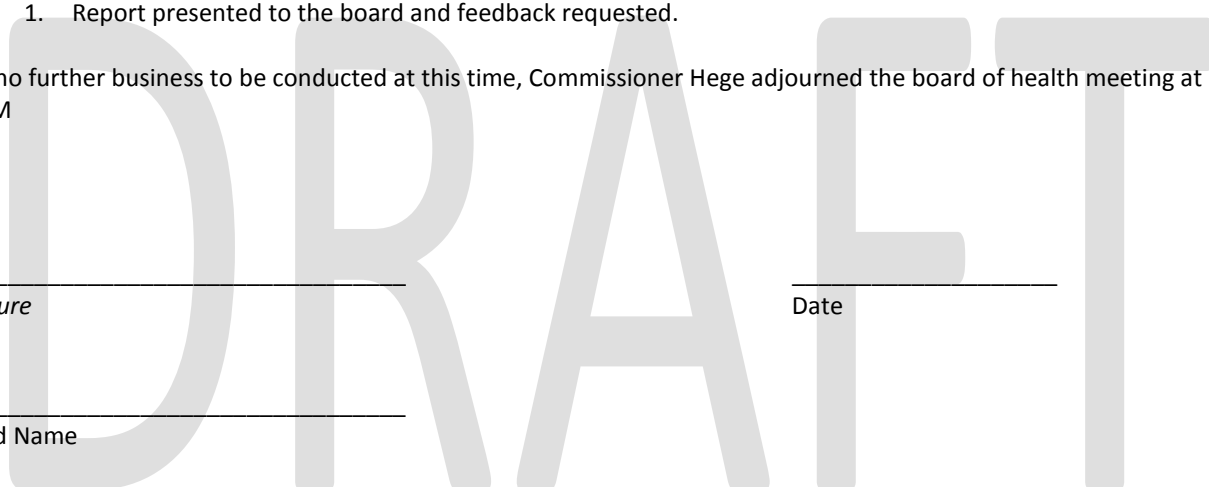 1. Report presented to the board and feedback requested.
no further business to be conducted at this time, Commissioner Hege adjourned the board of health meeting at
M
ure
Date
d Name
DRAFT